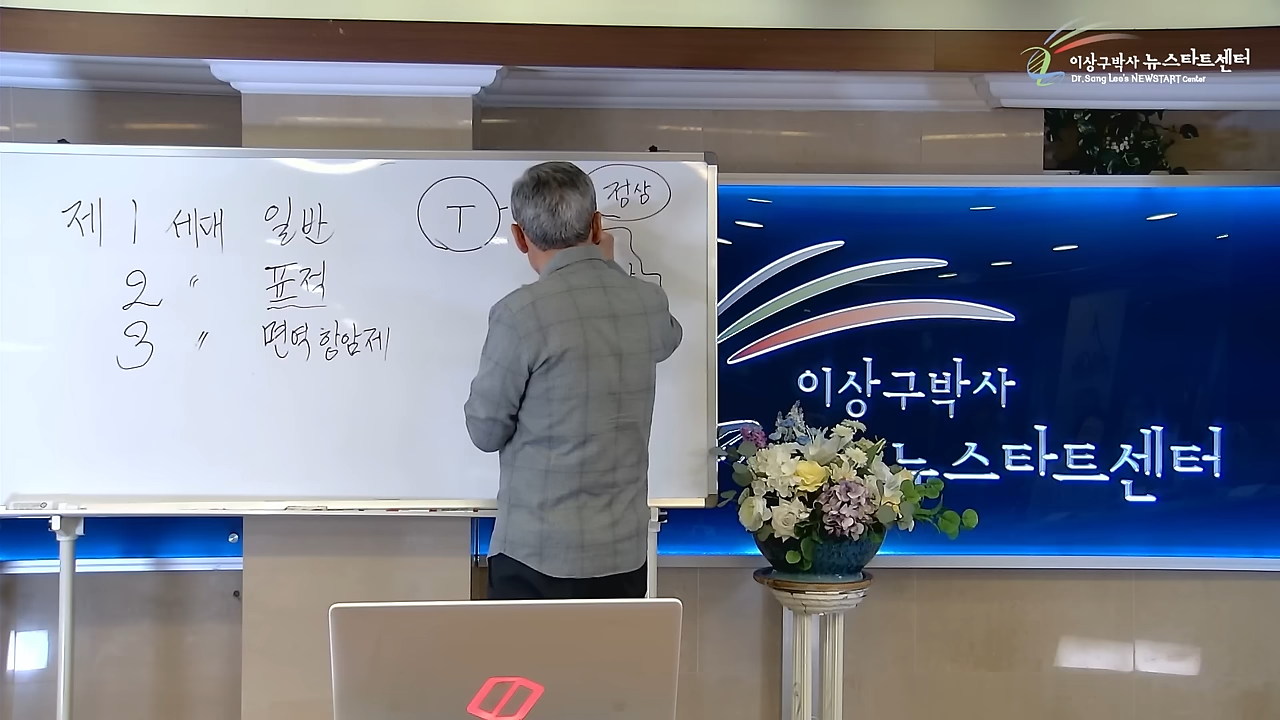 이상구박사 뉴스타트센터
Dr. Sang Lee's NEWSTART Center
제 1 세대 일반
2 〃 표적
3 〃 면역항암제
T
정상
이상구박사
뉴스타트센터